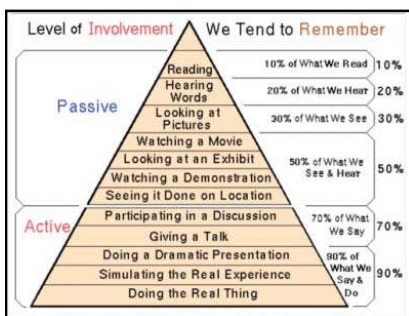 Level of Involvement
We Tend to Remember
Passive
Reading
10% of What We Read
10%
Hearing
Words
20% of What We Hear
20%
Looking at
Pictures
30% of What We See
30%
Watching a Movie
Looking at an Exhibit
Watching a Demonstration
Seeing it Done on Location
50% of What We
See & Hear
50%
Active
Participating in a Discussion
Giving a Talk
70% of What
We Say
70%
Doing a Dramatic Presentation
Simulating the Real Experience
Doing the Real Thing
90% of
What We
Say &
Do
90%